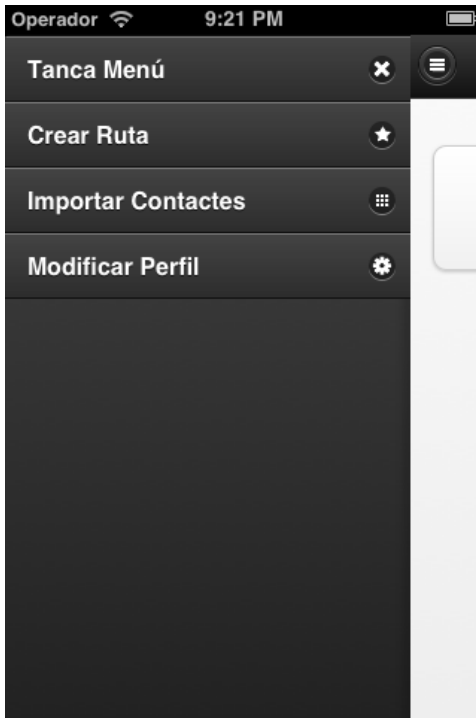 Operador 9:21 PM
Tanca Menú
Crear Ruta
Importar Contactes
Modificar Perfil